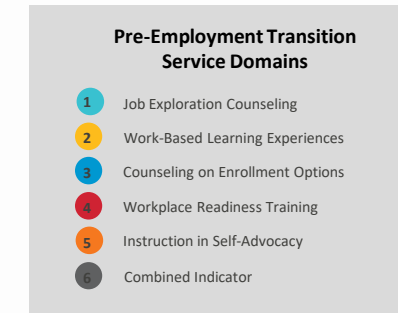 Pre-Employment Transition
Service Domains
1 Job Exploration Counseling
2 Work-Based Learning Experiences
3 Counseling on Enrollment Options
4 Workplace Readiness Training
5 Instruction in Self-Advocacy
6 Combined Indicator